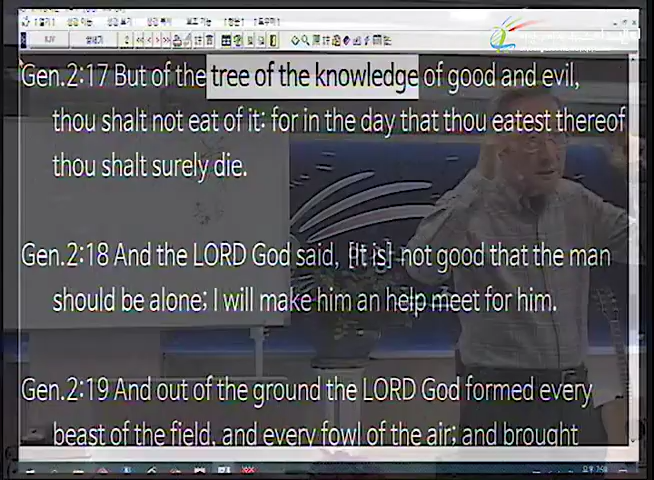 KJV
Gen.2:17 But of the tree of the knowledge of good and evil,
thou shalt not eat of it: for in the day that thou eatest thereof
thou shalt surely die.
Gen.2:18 And the LORD God said, [It is] not good that the man
should be alone; I will make him an help meet for him.
Gen.2:19 And out of the ground the LORD God formed every
beast of the field, and every fowl of the air; and brought